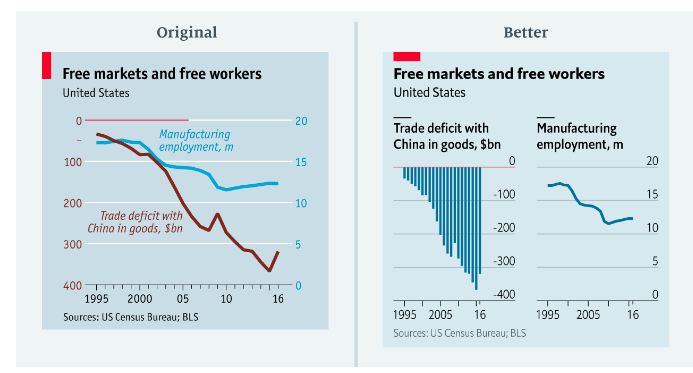 Original
Free markets and free workers
United States
0
–
100
200
300
400
20
15
10
5
0
Manufacturing
employment, m
Trade deficit with
China in goods, $bn
1995 2000 05 10 16
Sources: US Census Bureau; BLS
Better
Free markets and free workers
United States
Trade deficit with
China in goods, $bn
0
-100
-200
-300
-400
1995 2005 16
Manufacturing
employment, m
20
15
10
5
0
1995 2005 16
Sources: US Census Bureau; BLS